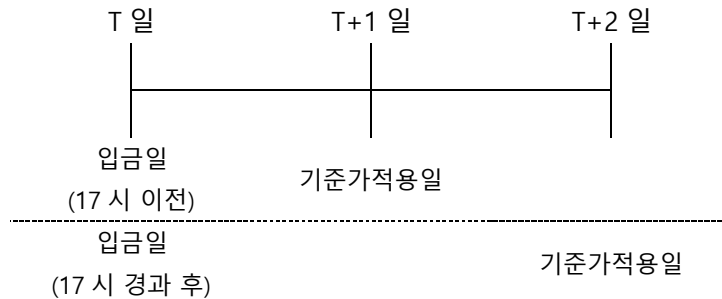 T 일 T+1 일 T+2 일
입금일
(17 시 이전)
기준가적용일
입금일
(17 시 경과 후)
기준가적용일